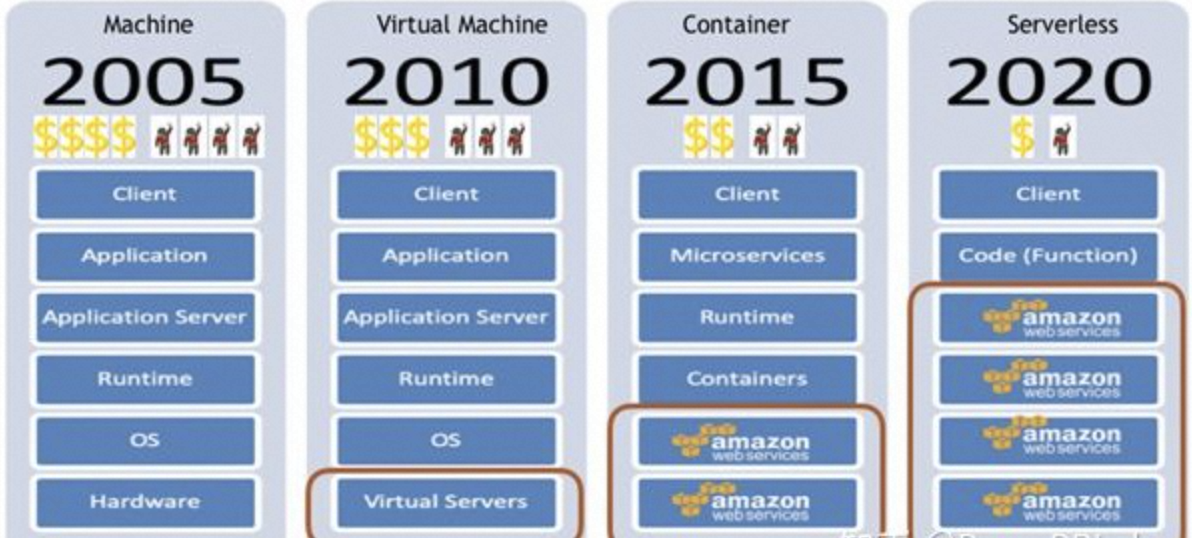 Machine
2005
$$$$
Client
Application
Application Server
Runtime
OS
Hardware
Virtual Machine
2010
$$$
Client
Application
Application Server
Runtime
OS
Virtual Servers
Container
2015
$$
Client
Microservices
Runtime
Containers
amazon
web services
amazon
web services
Serverless
2020
$
Client
Code (Function)
amazon
web services
amazon
web services
amazon
web services
amazon
web services